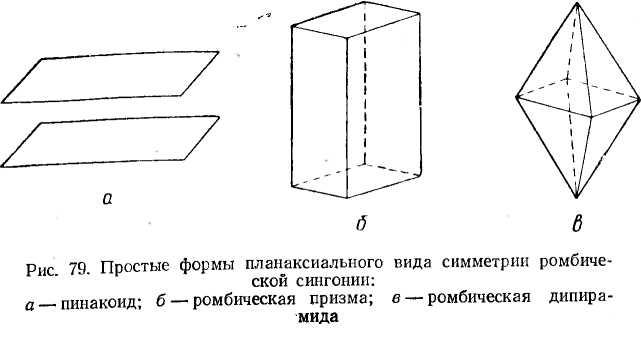 а
б
в
Рис. 79. Простые формы планаксиального вида симметрии ромбиче-
ской сингонии:
а — пинакоид; б — ромбическая призма; в — ромбическая дипира-
мида